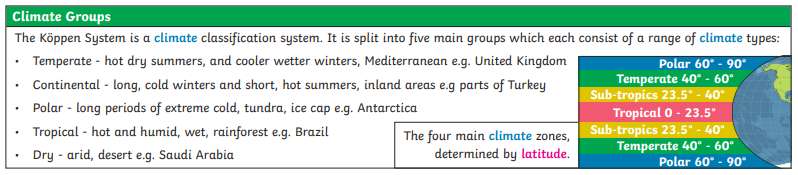 Climate Groups
The Köppen System is a climate classification system. It is split into five main groups which each consist of a range of climate types:
• Temperate - hot dry summers, and cooler wetter winters, Mediterranean e.g. United Kingdom
• Continental - long, cold winters and short, hot summers, inland areas e.g parts of Turkey
• Polar - long periods of extreme cold, tundra, ice cap e.g. Antarctica
• Tropical - hot and humid, wet, rainforest e.g. Brazil
• Dry - arid, desert e.g. Saudi Arabia
The four main climate zones,
determined by latitude.
Polar 60° - 90°
Temperate 40° - 60°
Sub-tropics 23.5° - 40°
Tropical 0 - 23.5°
Sub-tropics 23.5° - 40°
Temperate 40° - 60°
Polar 60° - 90°